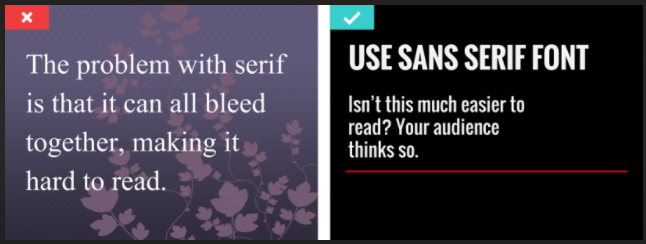 The problem with serif
is that it can all bleed
together, making it
hard to read.
USE SANS SERIF FONT
Isn't this much easier to
read? Your audience
thinks so.